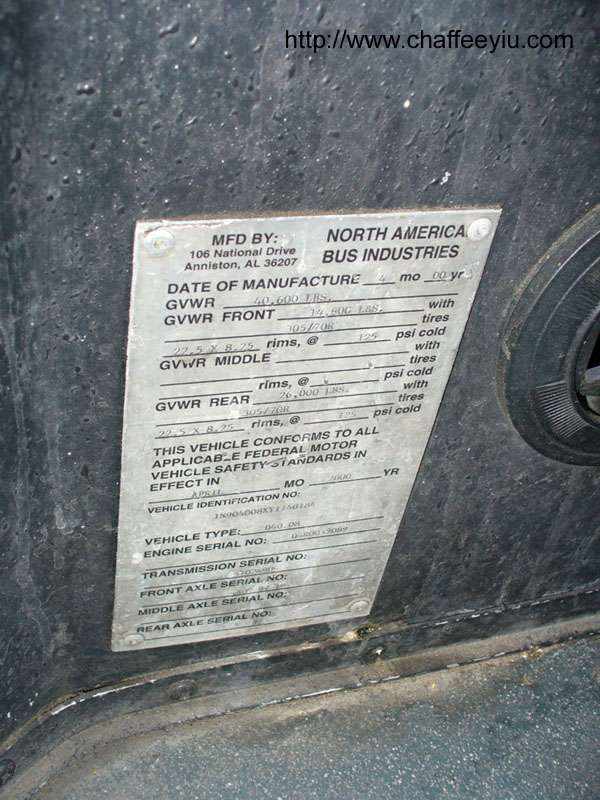 http://www.chaffeeyiu.com
MFD BY:
106 National Drive
Anniston, AL 36207
NORTH AMERICA
BUS INDUSTRIES
DATE OF MANUFACTURE 4 mo 00 yr
GVWR 40,600 LBS.
GVWR FRONT 14,600 LBS. with
305/70R tires
22.5 X 8.25 rims, @ 125 psi cold
GVWR MIDDLE with
tires
rims, @ psi cold
GVWR REAR 26,000 LBS. with
305/70R tires
22.5 X 8.25 rims, @ 125 psi cold
THIS VEHICLE CONFORMS TO ALL
APPLICABLE FEDERAL MOTOR
VEHICLE SAFETY STANDARDS IN
EFFECT IN
APRIL MO 2000 YR
VEHICLE IDENTIFICATION NO:
VEHICLE TYPE: 040.08
ENGINE SERIAL NO:
TRANSMISSION SERIAL NO:
FRONT AXLE SERIAL NO:
MIDDLE AXLE SERIAL NO:
REAR AXLE SERIAL NO: